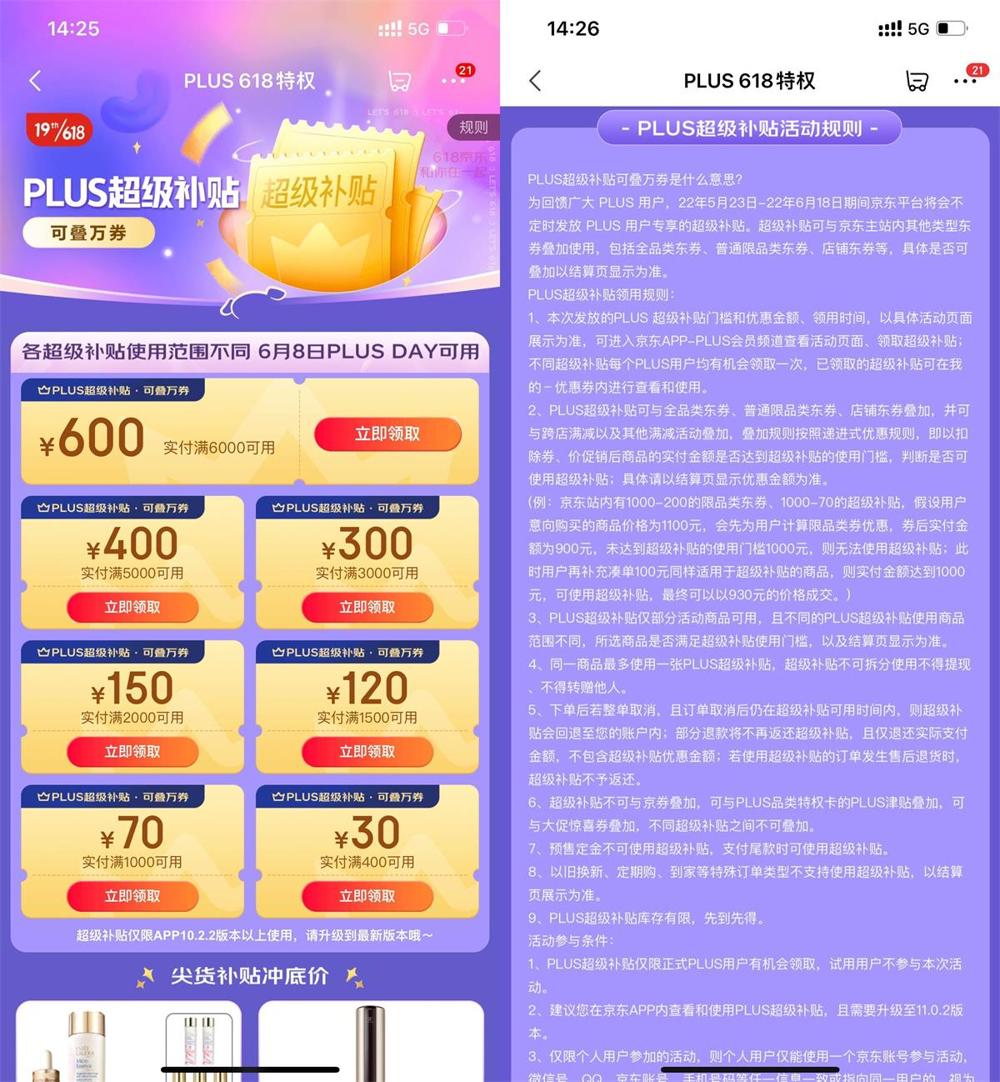 14:25
5G
PLUS 618特权
21
19th/618
LET'S 618
规则
618京东
和你在一起
PLUS超级补贴
超级补贴
可叠万券
各超级补贴使用范围不同 6月8日PLUS DAY可用
PLUS超级补贴·可叠万券
¥600 实付满6000可用
立即领取
PLUS超级补贴·可叠万券
¥400
实付满5000可用
立即领取
PLUS超级补贴·可叠万券
¥300
实付满3000可用
立即领取
PLUS超级补贴·可叠万券
¥150
实付满2000可用
立即领取
PLUS超级补贴·可叠万券
¥120
实付满1500可用
立即领取
PLUS超级补贴·可叠万券
¥70
实付满1000可用
立即领取
PLUS超级补贴·可叠万券
¥30
实付满400可用
立即领取
超级补贴仅限APP10.2.2版本以上使用，请升级到最新版本哦～
尖货补贴冲底价
14:26
5G
PLUS 618特权
21
- PLUS超级补贴活动规则 -
PLUS超级补贴可叠万券是什么意思?
为回馈广大 PLUS 用户，22年5月23日-22年6月18日期间京东平台将会不
定时发放 PLUS 用户专享的超级补贴。超级补贴可与京东主站内其他类型东
券叠加使用，包括全品类东券、普通限品类东券、店铺东券等，具体是否可
叠加以结算页显示为准。
PLUS超级补贴领用规则：
1、本次发放的PLUS 超级补贴门槛和优惠金额、领用时间，以具体活动页面
展示为准，可进入京东APP-PLUS会员频道查看活动页面、领取超级补贴；
不同超级补贴每个PLUS用户均有机会领取一次，已领取的超级补贴可在我
的－优惠券内进行查看和使用。
2、PLUS超级补贴可与全品类东券、普通限品类东券、店铺东券叠加，并可
与跨店满减以及其他满减活动叠加，叠加规则按照递进式优惠规则，即以扣
除券、价促销后商品的实付金额是否达到超级补贴的使用门槛，判断是否可
使用超级补贴；具体请以结算页显示优惠金额为准。
(例：京东站内有1000-200的限品类东券、1000-70的超级补贴，假设用户
意向购买的商品价格为1100元，会先为用户计算限品类券优惠，券后实付金
额为900元，未达到超级补贴的使用门槛1000元，则无法使用超级补贴；此
时用户再补充凑单100元同样适用于超级补贴的商品，则实付金额达到1000
元，可使用超级补贴，最终可以以930元的价格成交。)
3、PLUS超级补贴仅部分活动商品可用，且不同的PLUS超级补贴使用商品
范围不同，所选商品是否满足超级补贴使用门槛，以及结算页显示为准。
4、同一商品最多使用一张PLUS超级补贴，超级补贴不可拆分使用不得提现
、不得转赠他人。
5、下单后若整单取消，且订单取消后仍在超级补贴可用时间内，则超级补
贴会回退至您的账户内；部分退款将不再返还超级补贴，且仅退还实际支付
金额，不包含超级补贴优惠金额；若使用超级补贴的订单发生售后退货时，
超级补贴不予返还。
6、超级补贴不可与京券叠加，可与PLUS品类特权卡的PLUS津贴叠加，可
与大促惊喜券叠加，不同超级补贴之间不可叠加。
7、预售定金不可使用超级补贴，支付尾款时可使用超级补贴。
8、以旧换新、定期购、到家等特殊订单类型不支持使用超级补贴，以结算
页展示为准。
9、PLUS超级补贴库存有限，先到先得。
活动参与条件：
1、PLUS超级补贴仅限正式PLUS用户有机会领取，试用用户不参与本次活
动。
2、建议您在京东APP内查看和使用PLUS超级补贴，且需要升级至11.0.2版
本。
3、仅限个人用户参加的活动，则个人用户仅能使用一个京东账号参与活动，
微信号、QQ、京东账号、手机号码等任一信息一致或指向同一用户的，视为